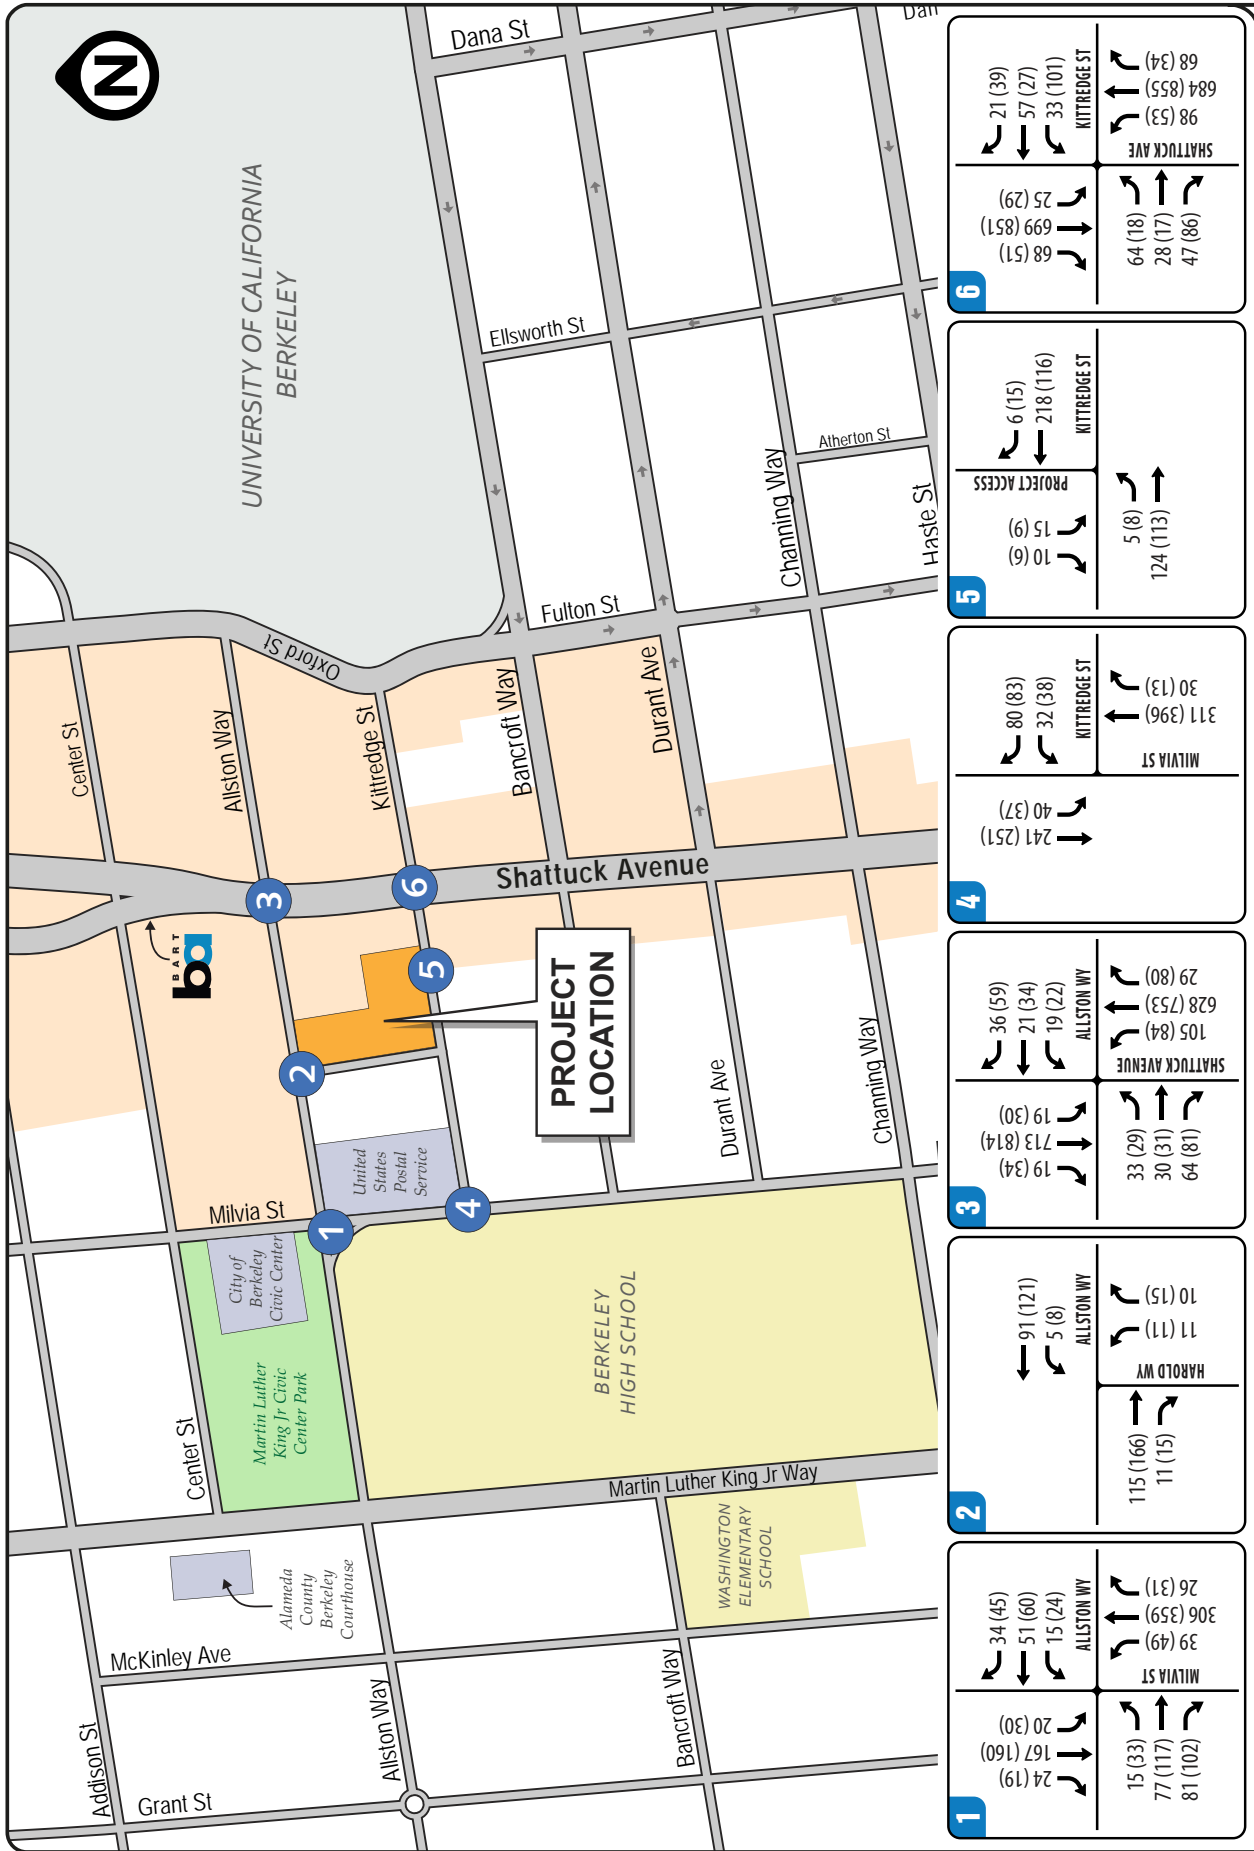 N
Dana St
Dan
UNIVERSITY OF CALIFORNIA
BERKELEY
Ellsworth St
Atherton St
Channing Way
Haste St
Fulton St
Oxford St
Center St
Allston Way
Kittredge St
Bancroft Way
Durant Ave
Shattuck Avenue
BART
ba
3
6
5
2
PROJECT
LOCATION
United
States
Postal
Service
Durant Ave
Channing Way
Milvia St
1
4
City of
Berkeley
Civic Center
Martin Luther
King Jr Civic
Center Park
BERKELEY
HIGH SCHOOL
Center St
Martin Luther King Jr Way
WASHINGTON
ELEMENTARY
SCHOOL
Alameda
County
Berkeley
Courthouse
McKinley Ave
Addison St
Allston Way
Bancroft Way
Grant St
1
24 (19)
167 (160)
20 (30)
34 (45)
51 (60)
15 (24)
ALLSTON WY
15 (33)
77 (117)
81 (102)
MILVIA ST
39 (49)
306 (359)
26 (31)
2
91 (121)
5 (8)
ALLSTON WY
115 (166)
11 (15)
HAROLD WY
11 (11)
10 (15)
3
19 (34)
713 (814)
19 (30)
36 (59)
21 (34)
19 (22)
ALLSTON WY
33 (29)
30 (31)
64 (81)
SHATTUCK AVENUE
105 (84)
628 (753)
29 (80)
4
241 (251)
40 (37)
80 (83)
32 (38)
KITTREDGE ST
MILVIA ST
311 (396)
30 (13)
5
10 (6)
15 (9)
PROJECT ACCESS
6 (15)
218 (116)
KITTREDGE ST
5 (8)
124 (113)
6
68 (51)
699 (851)
25 (29)
21 (39)
57 (27)
33 (101)
KITTREDGE ST
64 (18)
28 (17)
47 (86)
SHATTUCK AVE
98 (53)
684 (855)
68 (34)